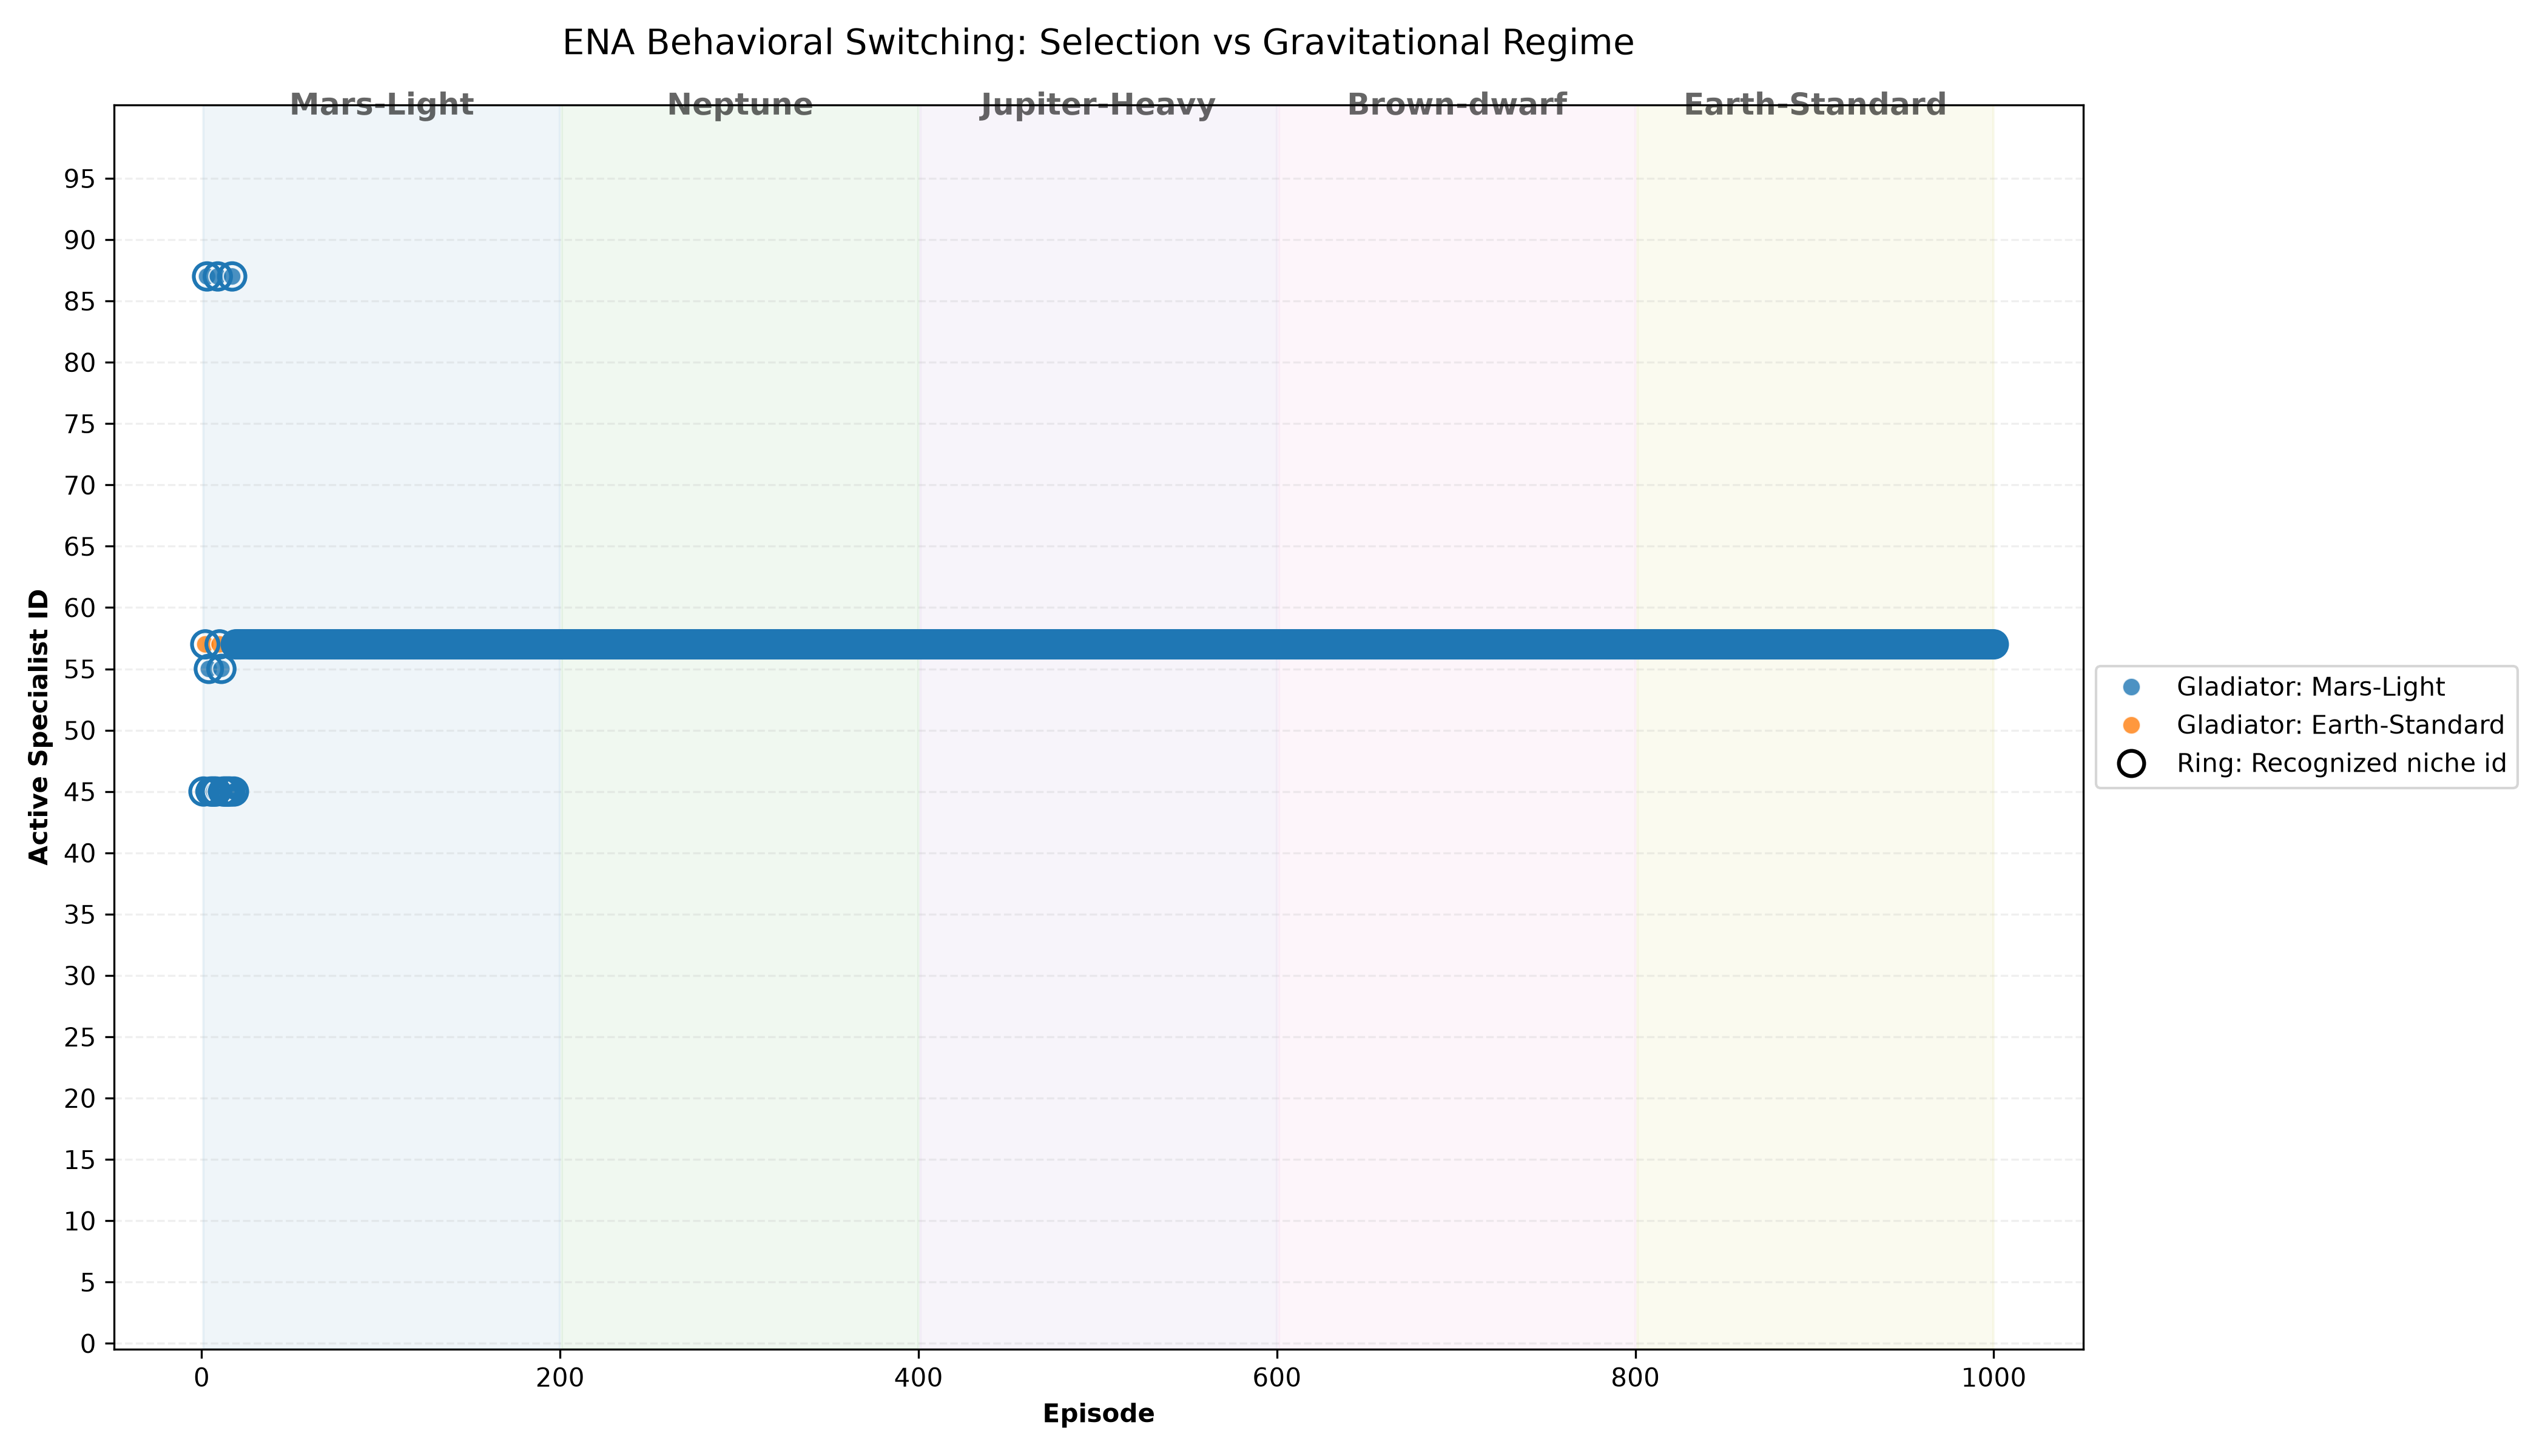 ENA Behavioral Switching: Selection vs Gravitational Regime
Mars-Light
Neptune
Jupiter-Heavy
Brown-dwarf
Earth-Standard
95
90
85
80
75
70
65
60
55
50
45
40
35
30
25
20
15
10
5
0
Active Specialist ID
0
200
400
600
800
1000
Episode
Gladiator: Mars-Light
Gladiator: Earth-Standard
Ring: Recognized niche id